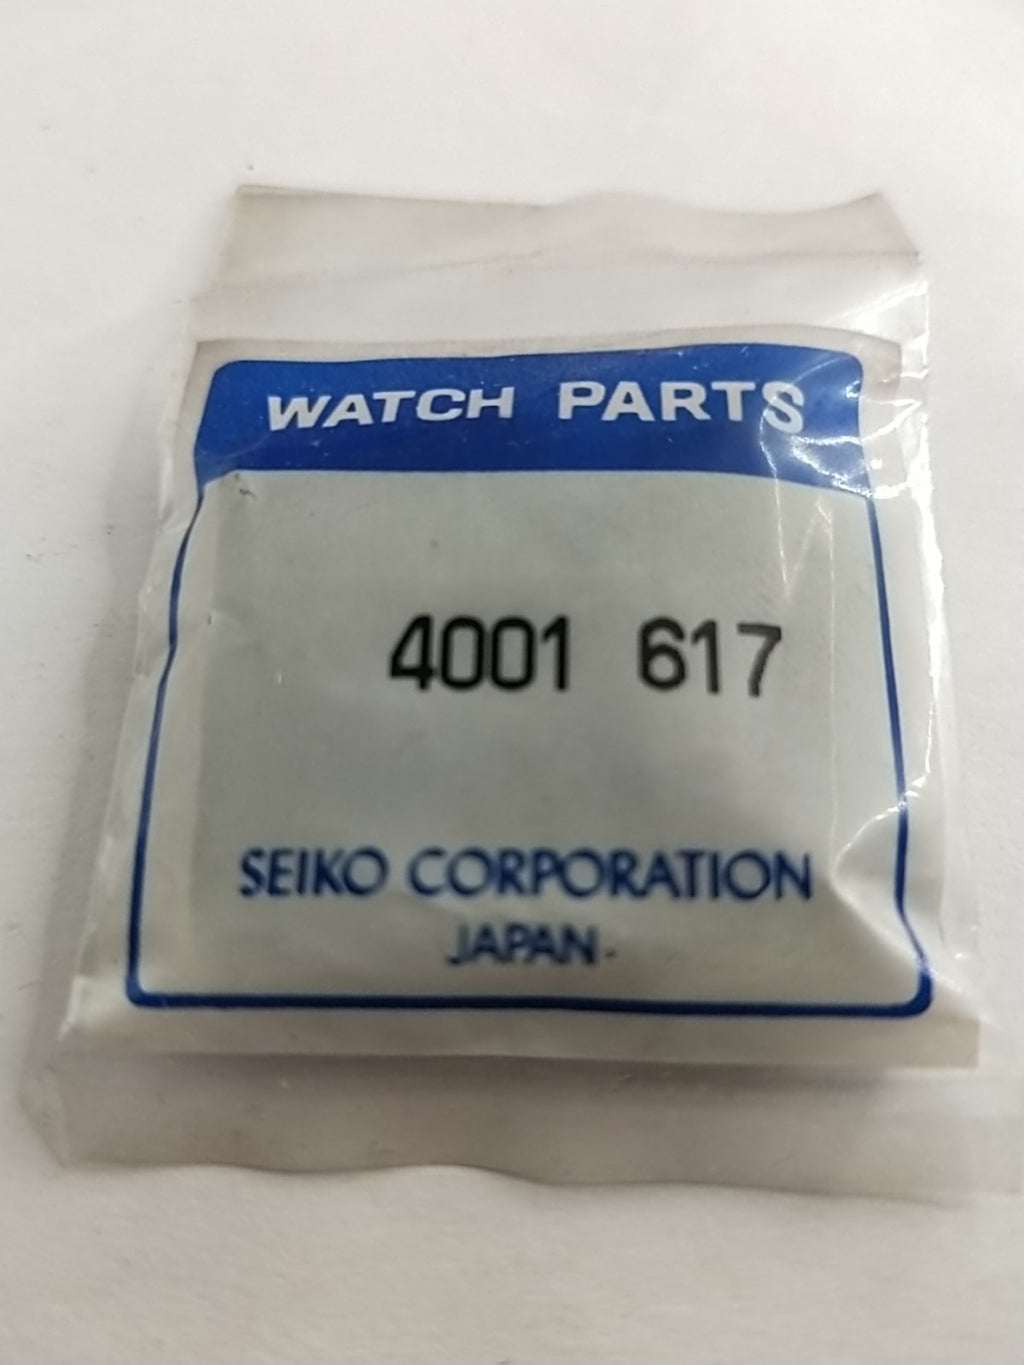 WATCH PARTS
4001 617
SEIKO CORPORATION
JAPAN